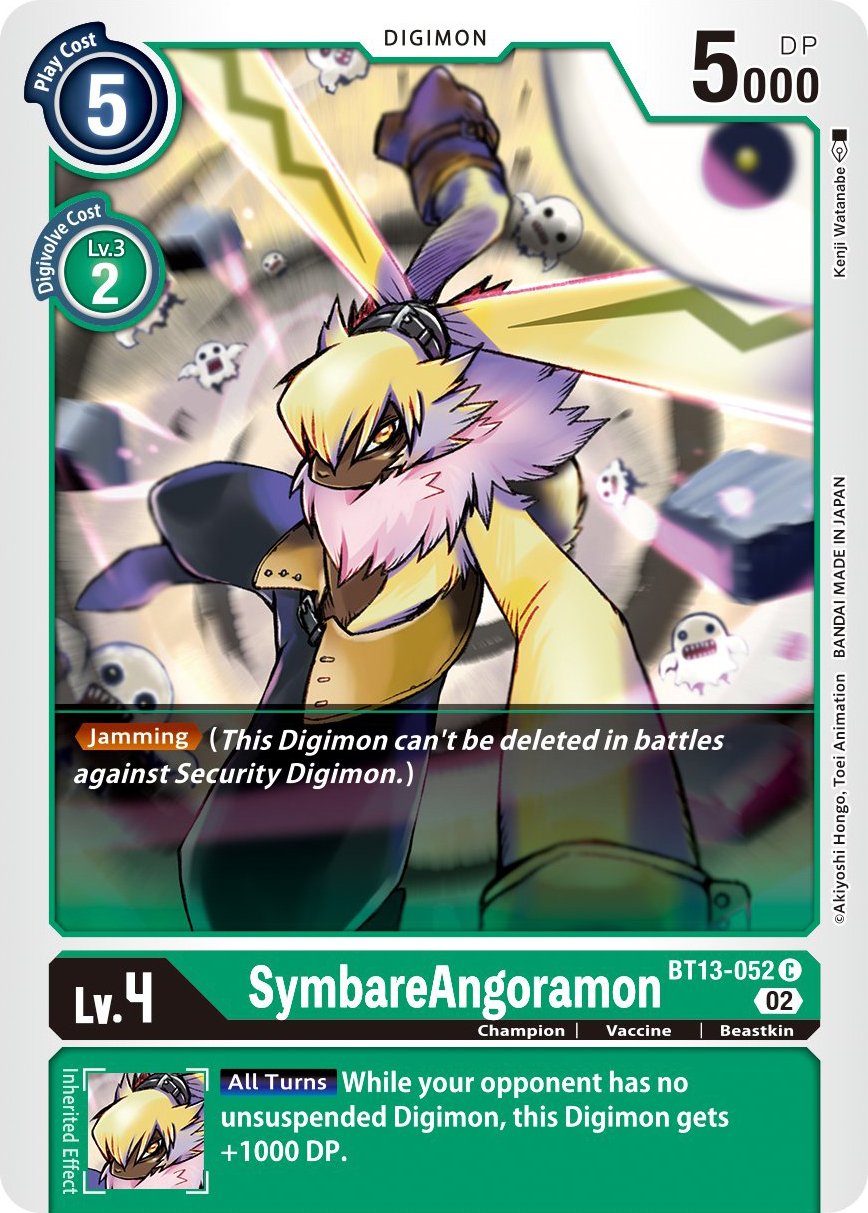 DIGIMON
Play Cost
5
DP
5000
Digivolve Cost
Lv.3
2
Kenji Watanabe
©Akiyoshi Hongo, Toei Animation BANDAI MADE IN JAPAN
Jamming (This Digimon can't be deleted in battles
against Security Digimon.)
Lv.4
SymbareAngoramon
BT13-052 C
02
Champion | Vaccine | Beastkin
Inherited Effect
All Turns While your opponent has no
unsuspended Digimon, this Digimon gets
+1000 DP.